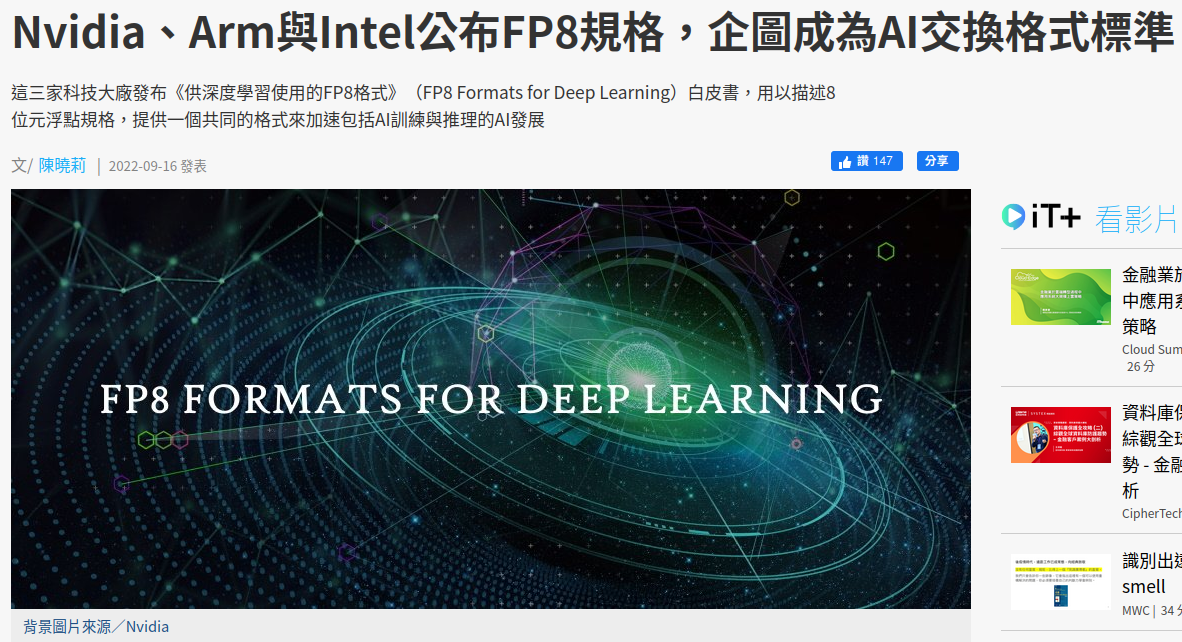 Nvidia、Arm與Intel公布FP8規格，企圖成為AI交換格式標準
這三家科技大廠發布《供深度學習使用的FP8格式》（FP8 Formats for Deep Learning）白皮書，用以描述8
位元浮點規格，提供一個共同的格式來加速包括AI訓練與推理的AI發展
文/ 陳曉莉 | 2022-09-16 發表
讚 147 分享
FP8 FORMATS FOR DEEP LEARNING
背景圖片來源／Nvidia
iT+ 看影片
金融業於
中應用系
策略
Cloud Sum
26 分
資料庫保
綜觀全球
勢 - 金融
析
CipherTech
識別出這
smell
MWC | 34 分